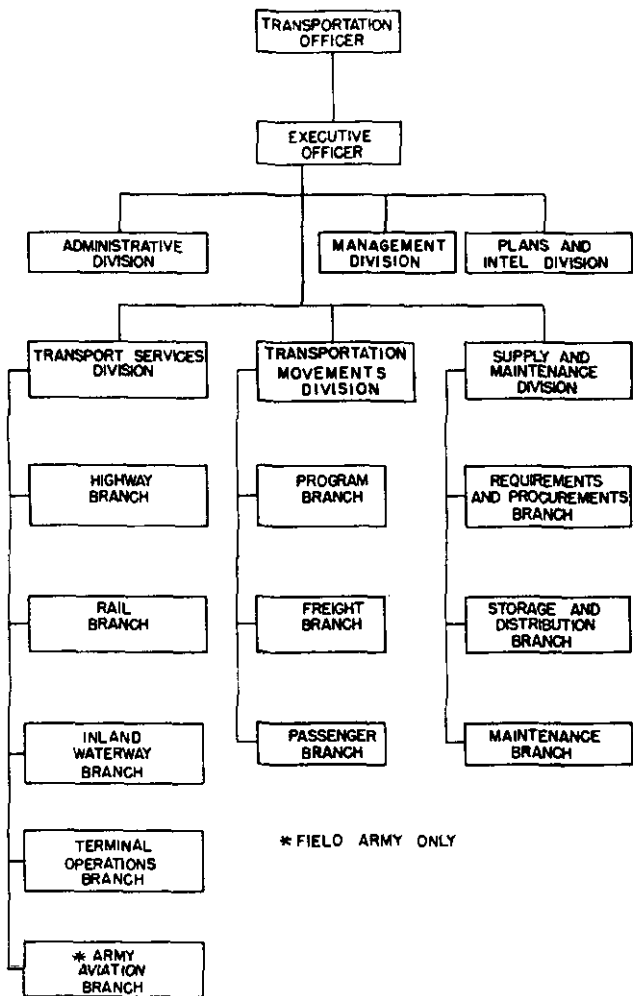 TRANSPORTATION
OFFICER
EXECUTIVE
OFFICER
ADMINISTRATIVE
DIVISION
MANAGEMENT
DIVISION
PLANS AND
INTEL DIVISION
TRANSPORT SERVICES
DIVISION
TRANSPORTATION
MOVEMENTS
DIVISION
SUPPLY AND
MAINTENANCE
DIVISION
HIGHWAY
BRANCH
PROGRAM
BRANCH
REQUIREMENTS
AND PROCUREMENTS
BRANCH
RAIL
BRANCH
FREIGHT
BRANCH
STORAGE AND
DISTRIBUTION
BRANCH
INLAND
WATERWAY
BRANCH
PASSENGER
BRANCH
MAINTENANCE
BRANCH
TERMINAL
OPERATIONS
BRANCH
* FIELD ARMY ONLY
* ARMY
AVIATION
BRANCH